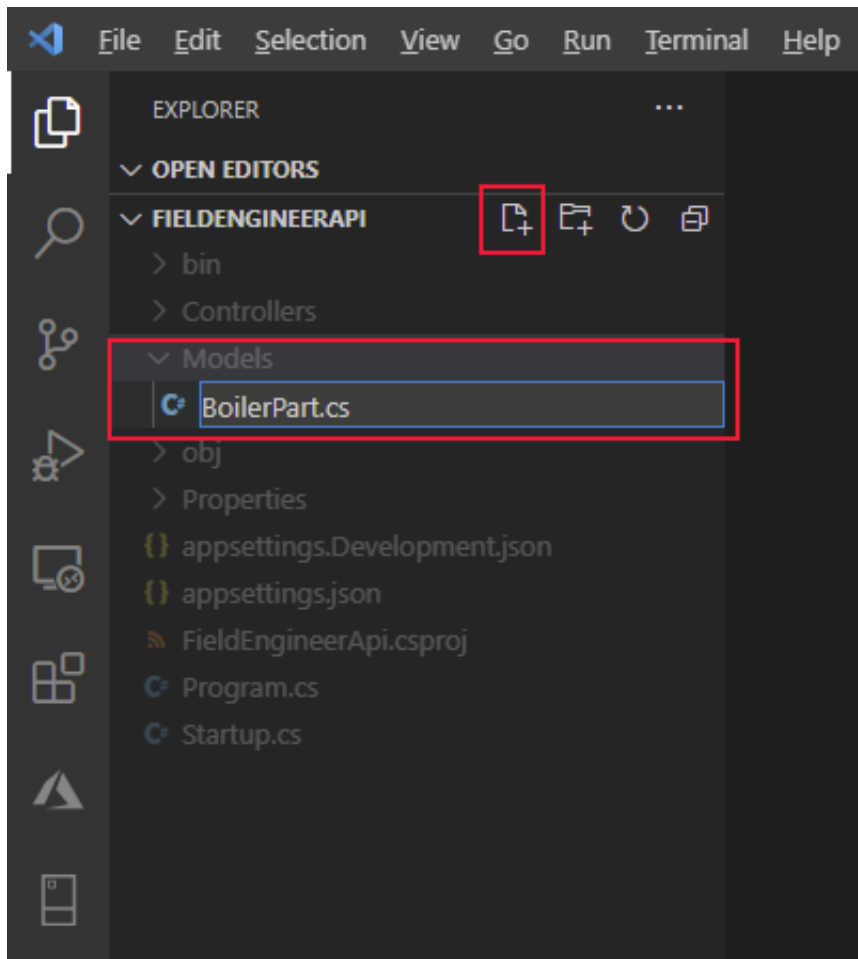 File Edit Selection View Go Run Terminal Help
EXPLORER
OPEN EDITORS
FIELDENGINEERAPI
bin
Controllers
Models
BoilerPart.cs
obj
Properties
appsettings.Development.json
appsettings.json
FieldEngineerApi.csproj
Program.cs
Startup.cs